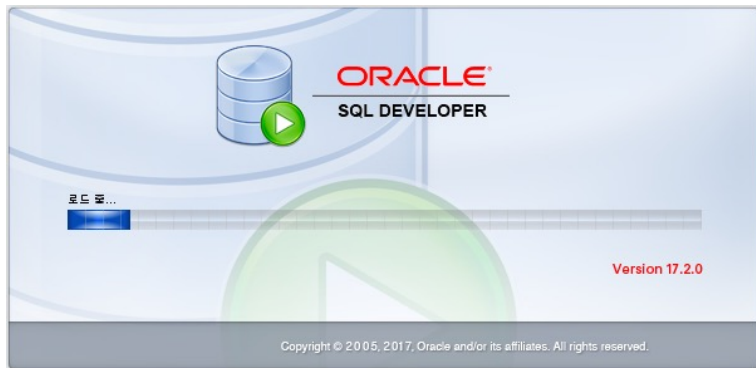 ORACLE
SQL DEVELOPER
로드 중...
Version 17.2.0
Copyright © 2005, 2017, Oracle and/or its affiliates. All rights reserved.